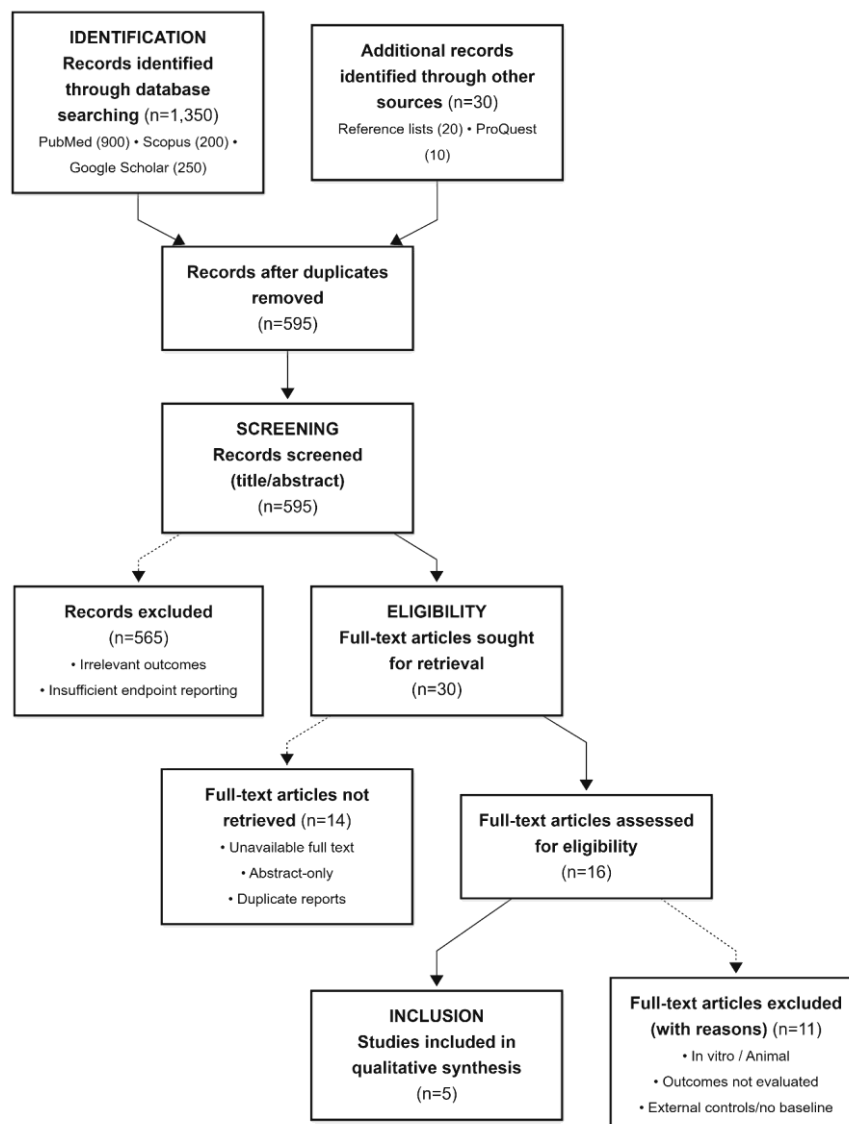 IDENTIFICATION
Records identified
through database
searching (n=1,350)
PubMed (900) • Scopus (200) •
Google Scholar (250)
Additional records
identified through other
sources (n=30)
Reference lists (20) • ProQuest
(10)
Records after duplicates
removed
(n=595)
SCREENING
Records screened
(title/abstract)
(n=595)
Records excluded
(n=565)
• Irrelevant outcomes
• Insufficient endpoint reporting
ELIGIBILITY
Full-text articles sought
for retrieval
(n=30)
Full-text articles not
retrieved (n=14)
• Unavailable full text
• Abstract-only
• Duplicate reports
Full-text articles assessed
for eligibility
(n=16)
INCLUSION
Studies included in
qualitative synthesis
(n=5)
Full-text articles excluded
(with reasons) (n=11)
• In vitro / Animal
• Outcomes not evaluated
• External controls/no baseline